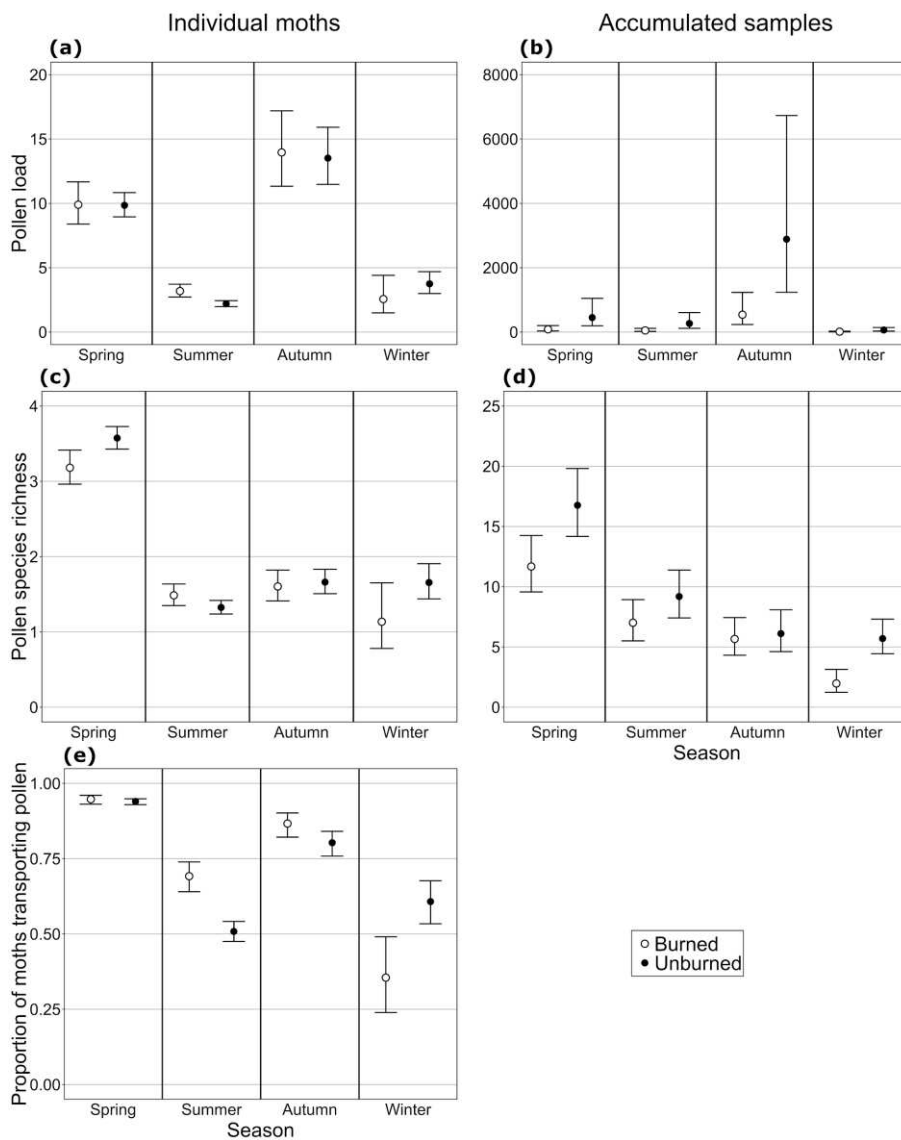 Individual moths
Accumulated samples
(a)
Pollen load
20
15
10
5
0
Spring Summer Autumn Winter
(b)
8000
6000
4000
2000
0
Spring Summer Autumn Winter
(c)
Pollen species richness
4
3
2
1
0
Spring Summer Autumn Winter
(d)
25
20
15
10
5
0
Spring Summer Autumn Winter
Season
(e)
Proportion of moths transporting pollen
1.00
0.75
0.50
0.25
0.00
Spring Summer Autumn Winter
Season
Burned
Unburned